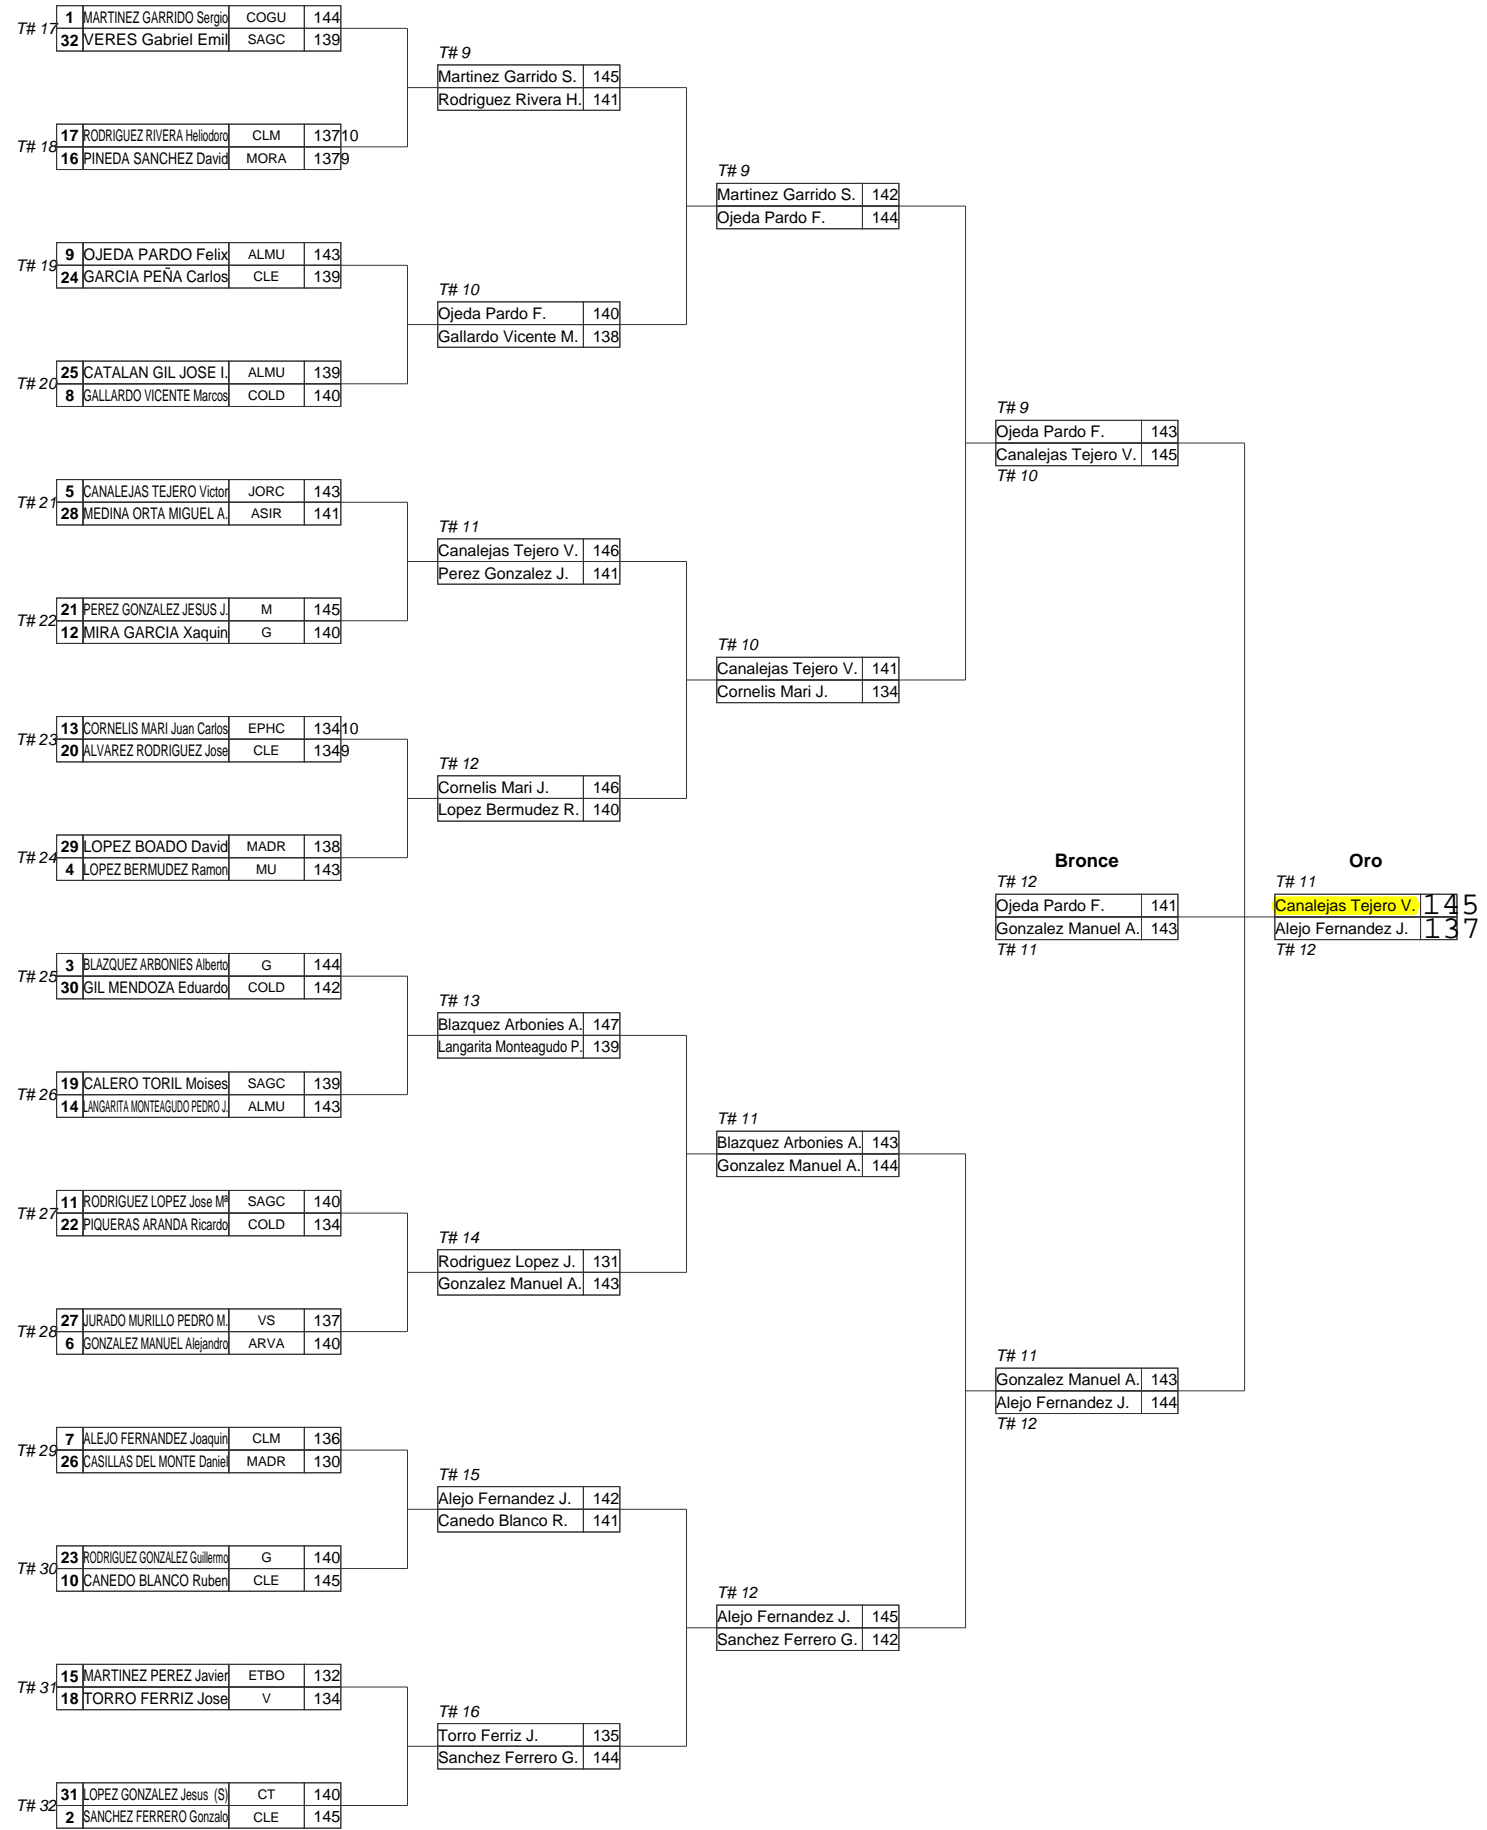 T# 17
1 MARTINEZ GARRIDO Sergio COGU 144
32 VERES Gabriel Emil SAGC 139
T# 18
17 RODRIGUEZ RIVERA Heliodoro CLM 137 10
16 PINEDA SANCHEZ David MORA 137 9
T# 19
9 OJEDA PARDO Felix ALMU 143
24 GARCIA PEÑA Carlos CLE 139
T# 20
25 CATALAN GIL JOSE I. ALMU 139
8 GALLARDO VICENTE Marcos COLD 140
T# 21
5 CANALEJAS TEJERO Victor JORC 143
28 MEDINA ORTA MIGUEL A. ASIR 141
T# 22
21 PEREZ GONZALEZ JESUS J. M 145
12 MIRA GARCIA Xaquin G 140
T# 23
13 CORNELIS MARI Juan Carlos EPHC 134 10
20 ALVAREZ RODRIGUEZ Jose CLE 134 9
T# 24
29 LOPEZ BOADO David MADR 138
4 LOPEZ BERMUDEZ Ramon MU 143
T# 25
3 BLAZQUEZ ARBONIES Alberto G 144
30 GIL MENDOZA Eduardo COLD 142
T# 26
19 CALERO TORIL Moises SAGC 139
14 LANGARITA MONTEAGUDO PEDRO J. ALMU 143
T# 27
11 RODRIGUEZ LOPEZ Jose Mª SAGC 140
22 PIQUERAS ARANDA Ricardo COLD 134
T# 28
27 JURADO MURILLO PEDRO M. VS 137
6 GONZALEZ MANUEL Alejandro ARVA 140
T# 29
7 ALEJO FERNANDEZ Joaquin CLM 136
26 CASILLAS DEL MONTE Daniel MADR 130
T# 30
23 RODRIGUEZ GONZALEZ Guillermo G 140
10 CANEDO BLANCO Ruben CLE 145
T# 31
15 MARTINEZ PEREZ Javier ETBO 132
18 TORRO FERRIZ Jose V 134
T# 32
31 LOPEZ GONZALEZ Jesus (S) CT 140
2 SANCHEZ FERRERO Gonzalo CLE 145
T# 9
Martinez Garrido S. 145
Rodriguez Rivera H. 141
T# 10
Ojeda Pardo F. 140
Gallardo Vicente M. 138
T# 11
Canalejas Tejero V. 146
Perez Gonzalez J. 141
T# 12
Cornelis Mari J. 146
Lopez Bermudez R. 140
T# 13
Blazquez Arbonies A. 147
Langarita Monteagudo P. 139
T# 14
Rodriguez Lopez J. 131
Gonzalez Manuel A. 143
T# 15
Alejo Fernandez J. 142
Canedo Blanco R. 141
T# 16
Torro Ferriz J. 135
Sanchez Ferrero G. 144
T# 9
Martinez Garrido S. 142
Ojeda Pardo F. 144
T# 10
Canalejas Tejero V. 141
Cornelis Mari J. 134
T# 11
Blazquez Arbonies A. 143
Gonzalez Manuel A. 144
T# 12
Alejo Fernandez J. 145
Sanchez Ferrero G. 142
T# 9
Ojeda Pardo F. 143
Canalejas Tejero V. 145
T# 10
T# 11
Gonzalez Manuel A. 143
Alejo Fernandez J. 144
T# 12
Bronce
T# 12
Ojeda Pardo F. 141
Gonzalez Manuel A. 143
T# 11
Oro
T# 11
Canalejas Tejero V. 145
Alejo Fernandez J. 137
T# 12